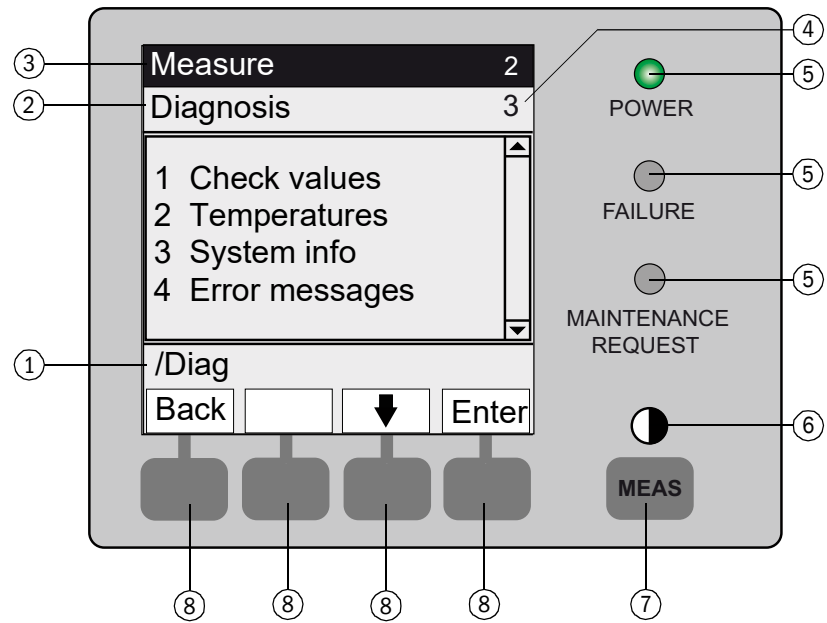 Measure 2
Diagnosis 3
1 Check values
2 Temperatures
3 System info
4 Error messages
/Diag
Back Enter
POWER
FAILURE
MAINTENANCE
REQUEST
MEAS
3
2
1
4
5
5
5
6
7
8 8 8 8